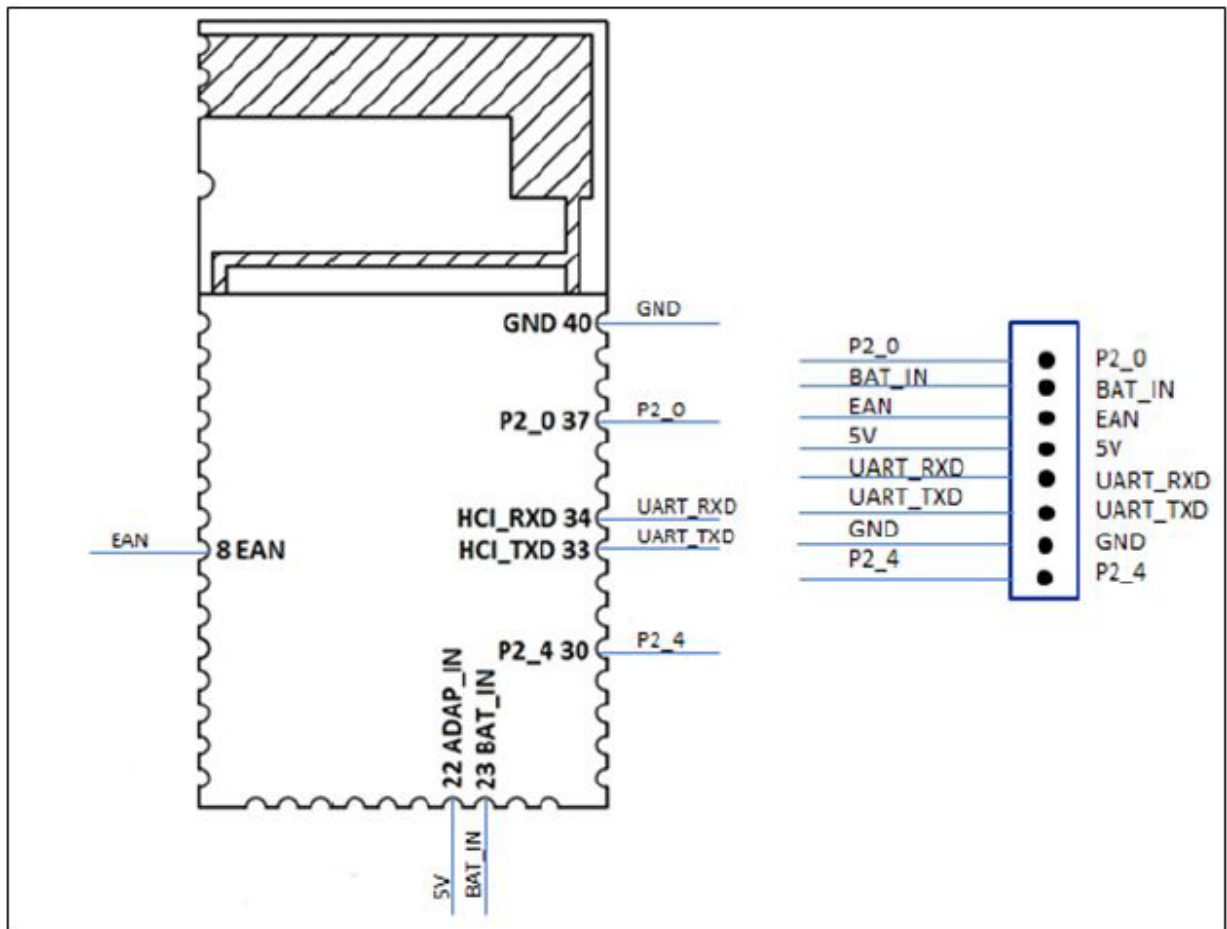 GND 40 GND
P2_0 37 P2_0
HCI_RXD 34 UART_RXD
HCI_TXD 33 UART_TXD
EAN 8 EAN
P2_4 30 P2_4
22 ADAP_IN
23 BAT_IN
5V
BAT_IN
P2_0 P2_0
BAT_IN BAT_IN
EAN EAN
5V 5V
UART_RXD UART_RXD
UART_TXD UART_TXD
GND GND
P2_4 P2_4